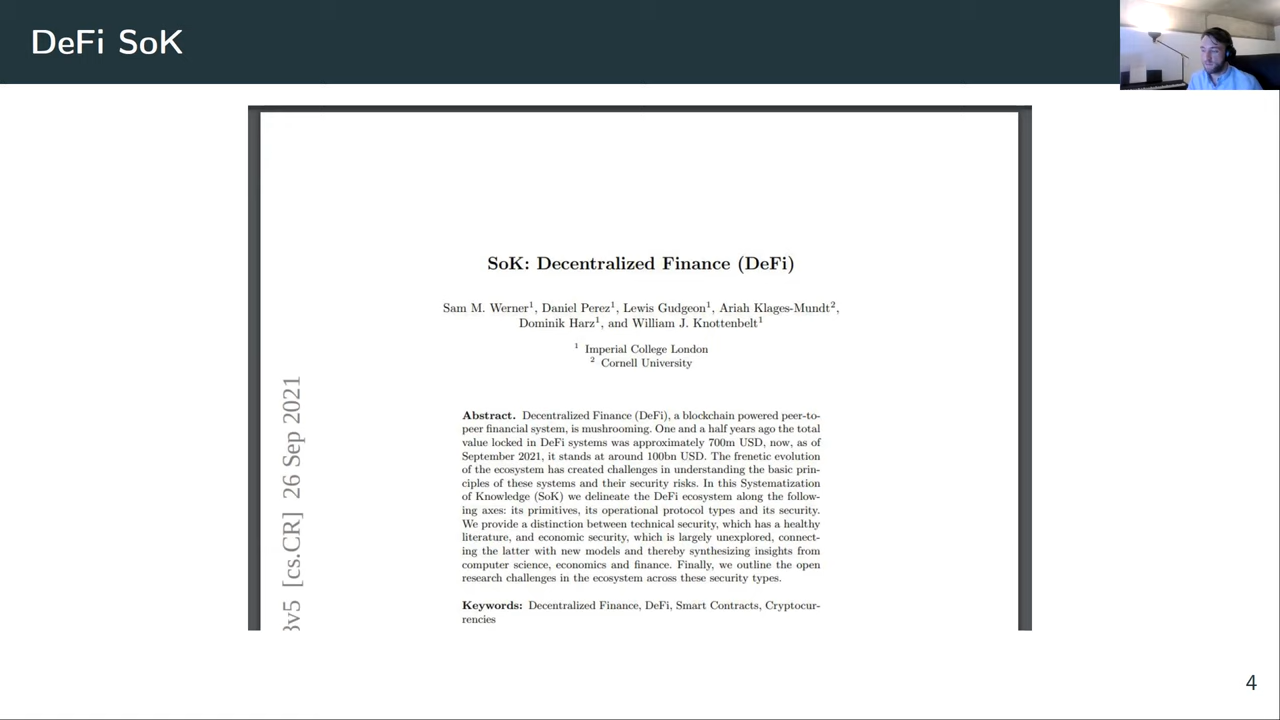 DeFi SoK
SoK: Decentralized Finance (DeFi)
Sam M. Werner¹, Daniel Perez¹, Lewis Gudgeon¹, Ariah Klages-Mundt²,
Dominik Harz¹, and William J. Knottenbelt¹
¹ Imperial College London
² Cornell University
Abstract. Decentralized Finance (DeFi), a blockchain powered peer-to-
peer financial system, is mushrooming. One and a half years ago the total
value locked in DeFi systems was approximately 700m USD, now, as of
September 2021, it stands at around 100bn USD. The frenetic evolution
of the ecosystem has created challenges in understanding the basic prin-
ciples of these systems and their security risks. In this Systematization
of Knowledge (SoK) we delineate the DeFi ecosystem along the follow-
ing axes: its primitives, its operational protocol types and its security.
We provide a distinction between technical security, which has a healthy
literature, and economic security, which is largely unexplored, connect-
ing the latter with new models and thereby synthesizing insights from
computer science, economics and finance. Finally, we outline the open
research challenges in the ecosystem across these security types.
Keywords: Decentralized Finance, DeFi, Smart Contracts, Cryptocur-
rencies
3v5 [cs.CR] 26 Sep 2021
4